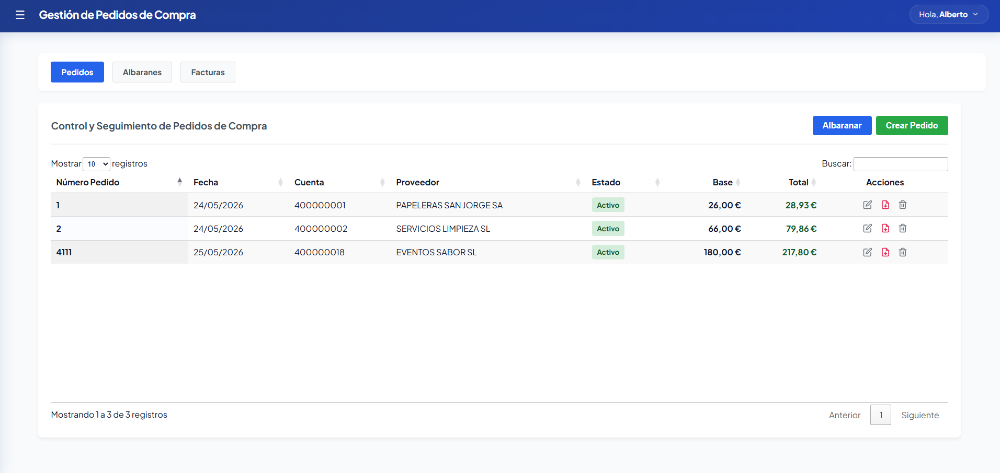 Gestión de Pedidos de Compra
Hola, Alberto
Pedidos Albaranes Facturas
Control y Seguimiento de Pedidos de Compra
Albaranar Crear Pedido
Mostrar 10 registros Buscar:
Número Pedido Fecha Cuenta Proveedor Estado Base Total Acciones
1 24/05/2026 400000001 PAPELERAS SAN JORGE SA Activo 26,00 € 28,93 €
2 24/05/2026 400000002 SERVICIOS LIMPIEZA SL Activo 66,00 € 79,86 €
4111 25/05/2026 400000018 EVENTOS SABOR SL Activo 180,00 € 217,80 €
Mostrando 1 a 3 de 3 registros Anterior 1 Siguiente